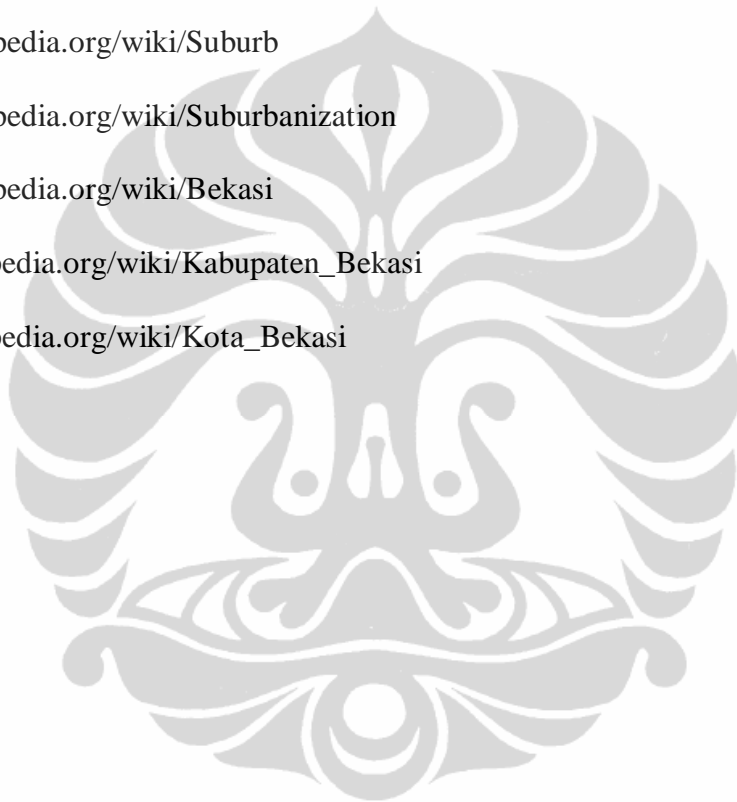 pedia.org/wiki/Suburb
pedia.org/wiki/Suburbanization
pedia.org/wiki/Bekasi
pedia.org/wiki/Kabupaten_Bekasi
pedia.org/wiki/Kota_Bekasi